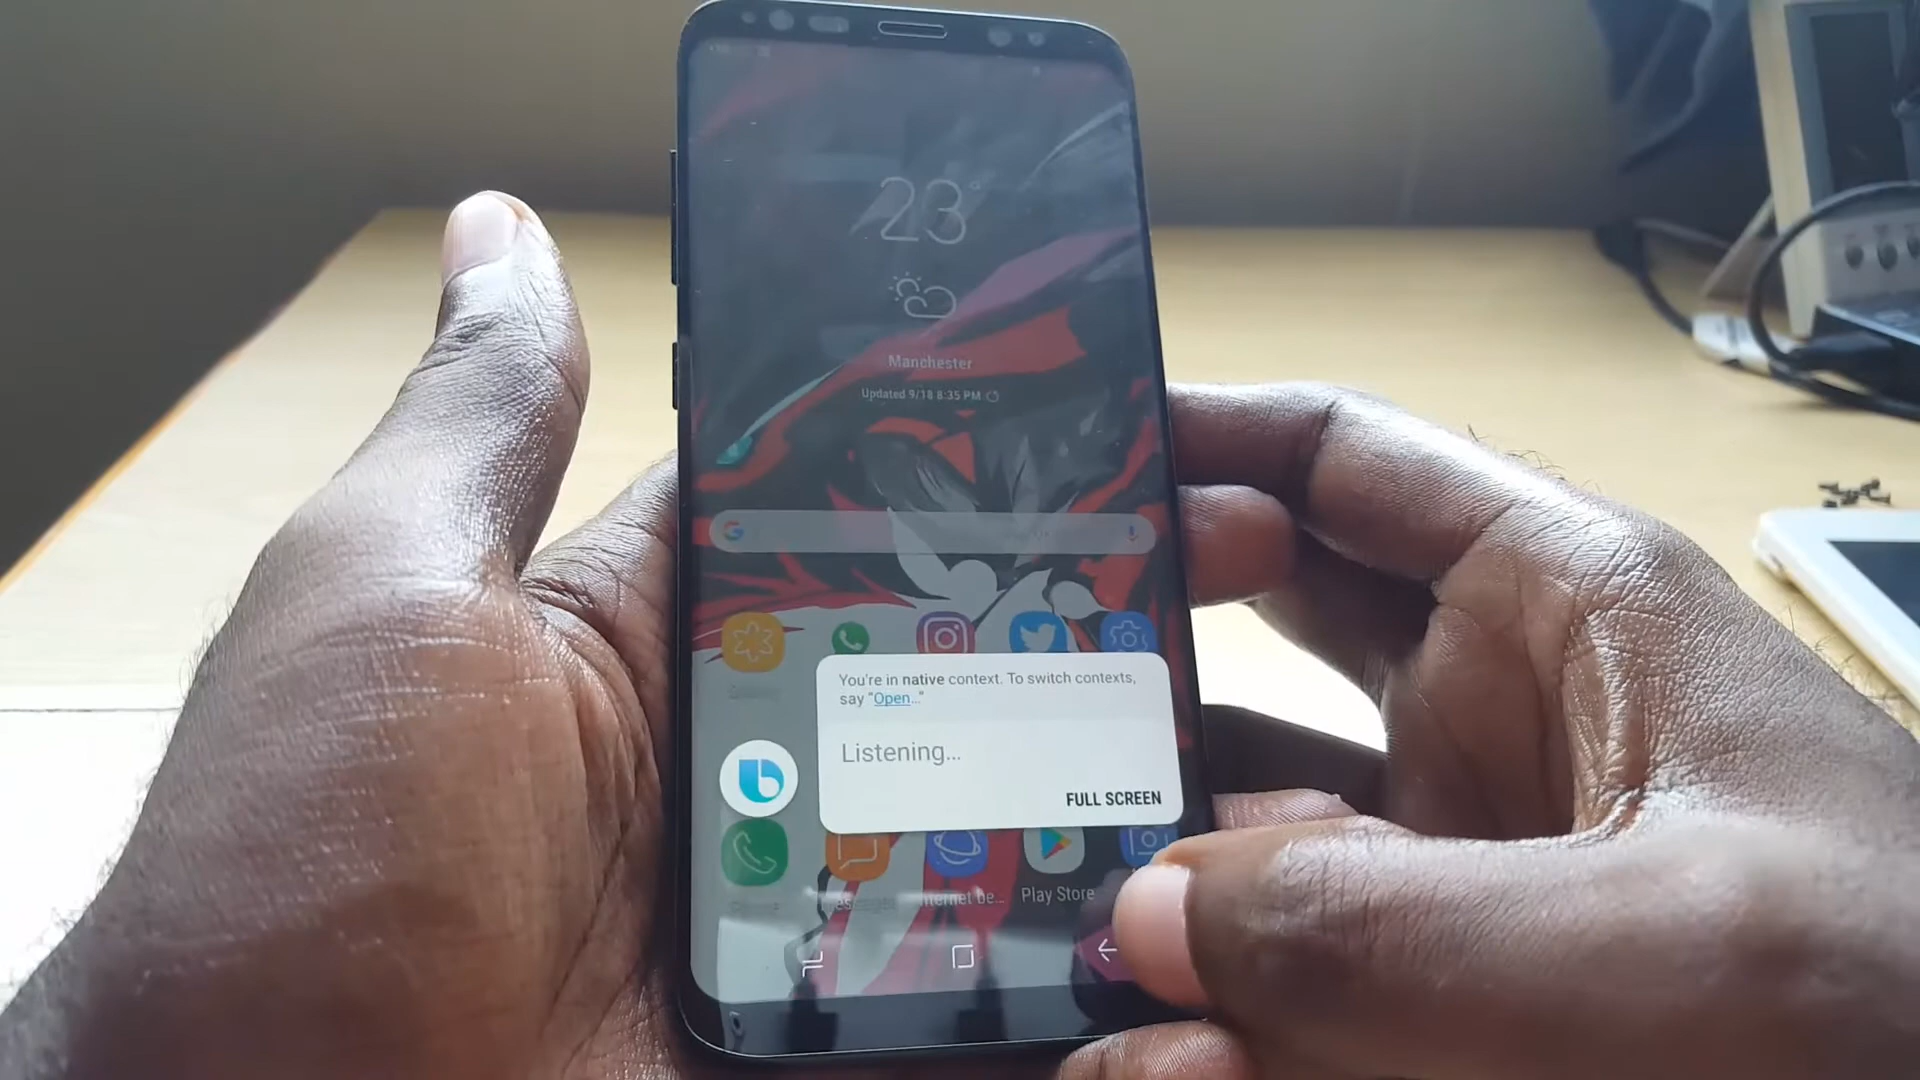 23°
Manchester
Updated 9/18 8:35 PM
You're in native context. To switch contexts,
say "Open..."
Listening...
FULL SCREEN
Play Store